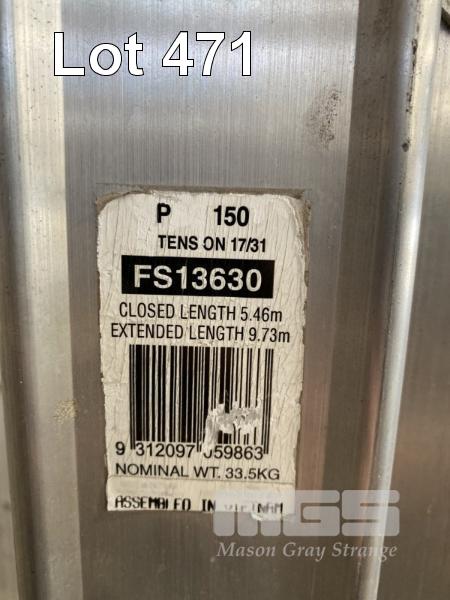 Lot 471
P 150
TENS ON 17/31
FS13630
CLOSED LENGTH 5.46m
EXTENDED LENGTH 9.73m
9 312097 059863
NOMINAL WT. 33.5KG
ASSEMBLED IN VIETNAM
MGS
Mason Gray Strange